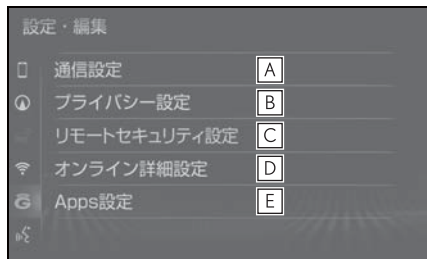 設定・編集
通信設定 A
プライバシー設定 B
リモートセキュリティ設定 C
オンライン詳細設定 D
Apps設定 E